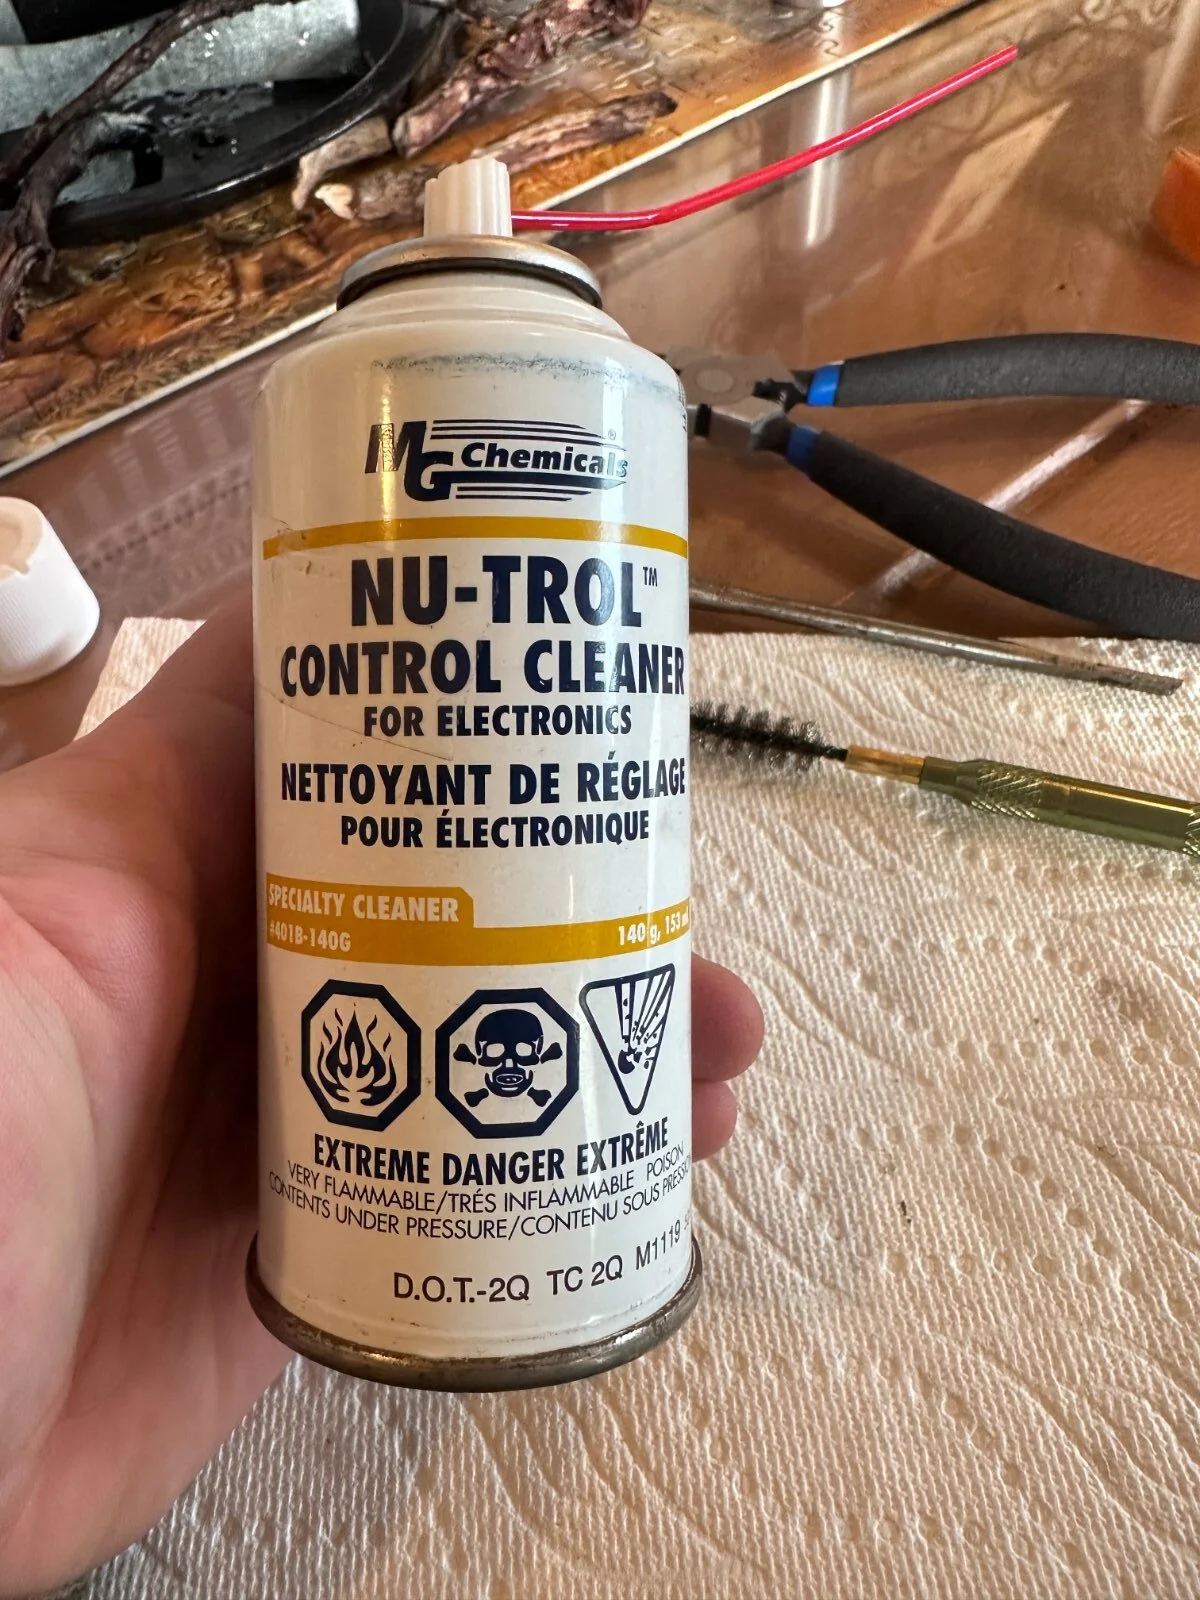 MG Chemicals®
NU-TROL™
CONTROL CLEANER
FOR ELECTRONICS
NETTOYANT DE RÉGLAGE
POUR ÉLECTRONIQUE
SPECIALTY CLEANER
#401B-140G 140 g, 153
EXTREME DANGER EXTRÊME
VERY FLAMMABLE/TRÉS INFLAMMABLE POISON
CONTENTS UNDER PRESSURE/CONTENU SOUS
D.O.T.-2Q TC 2Q M1119